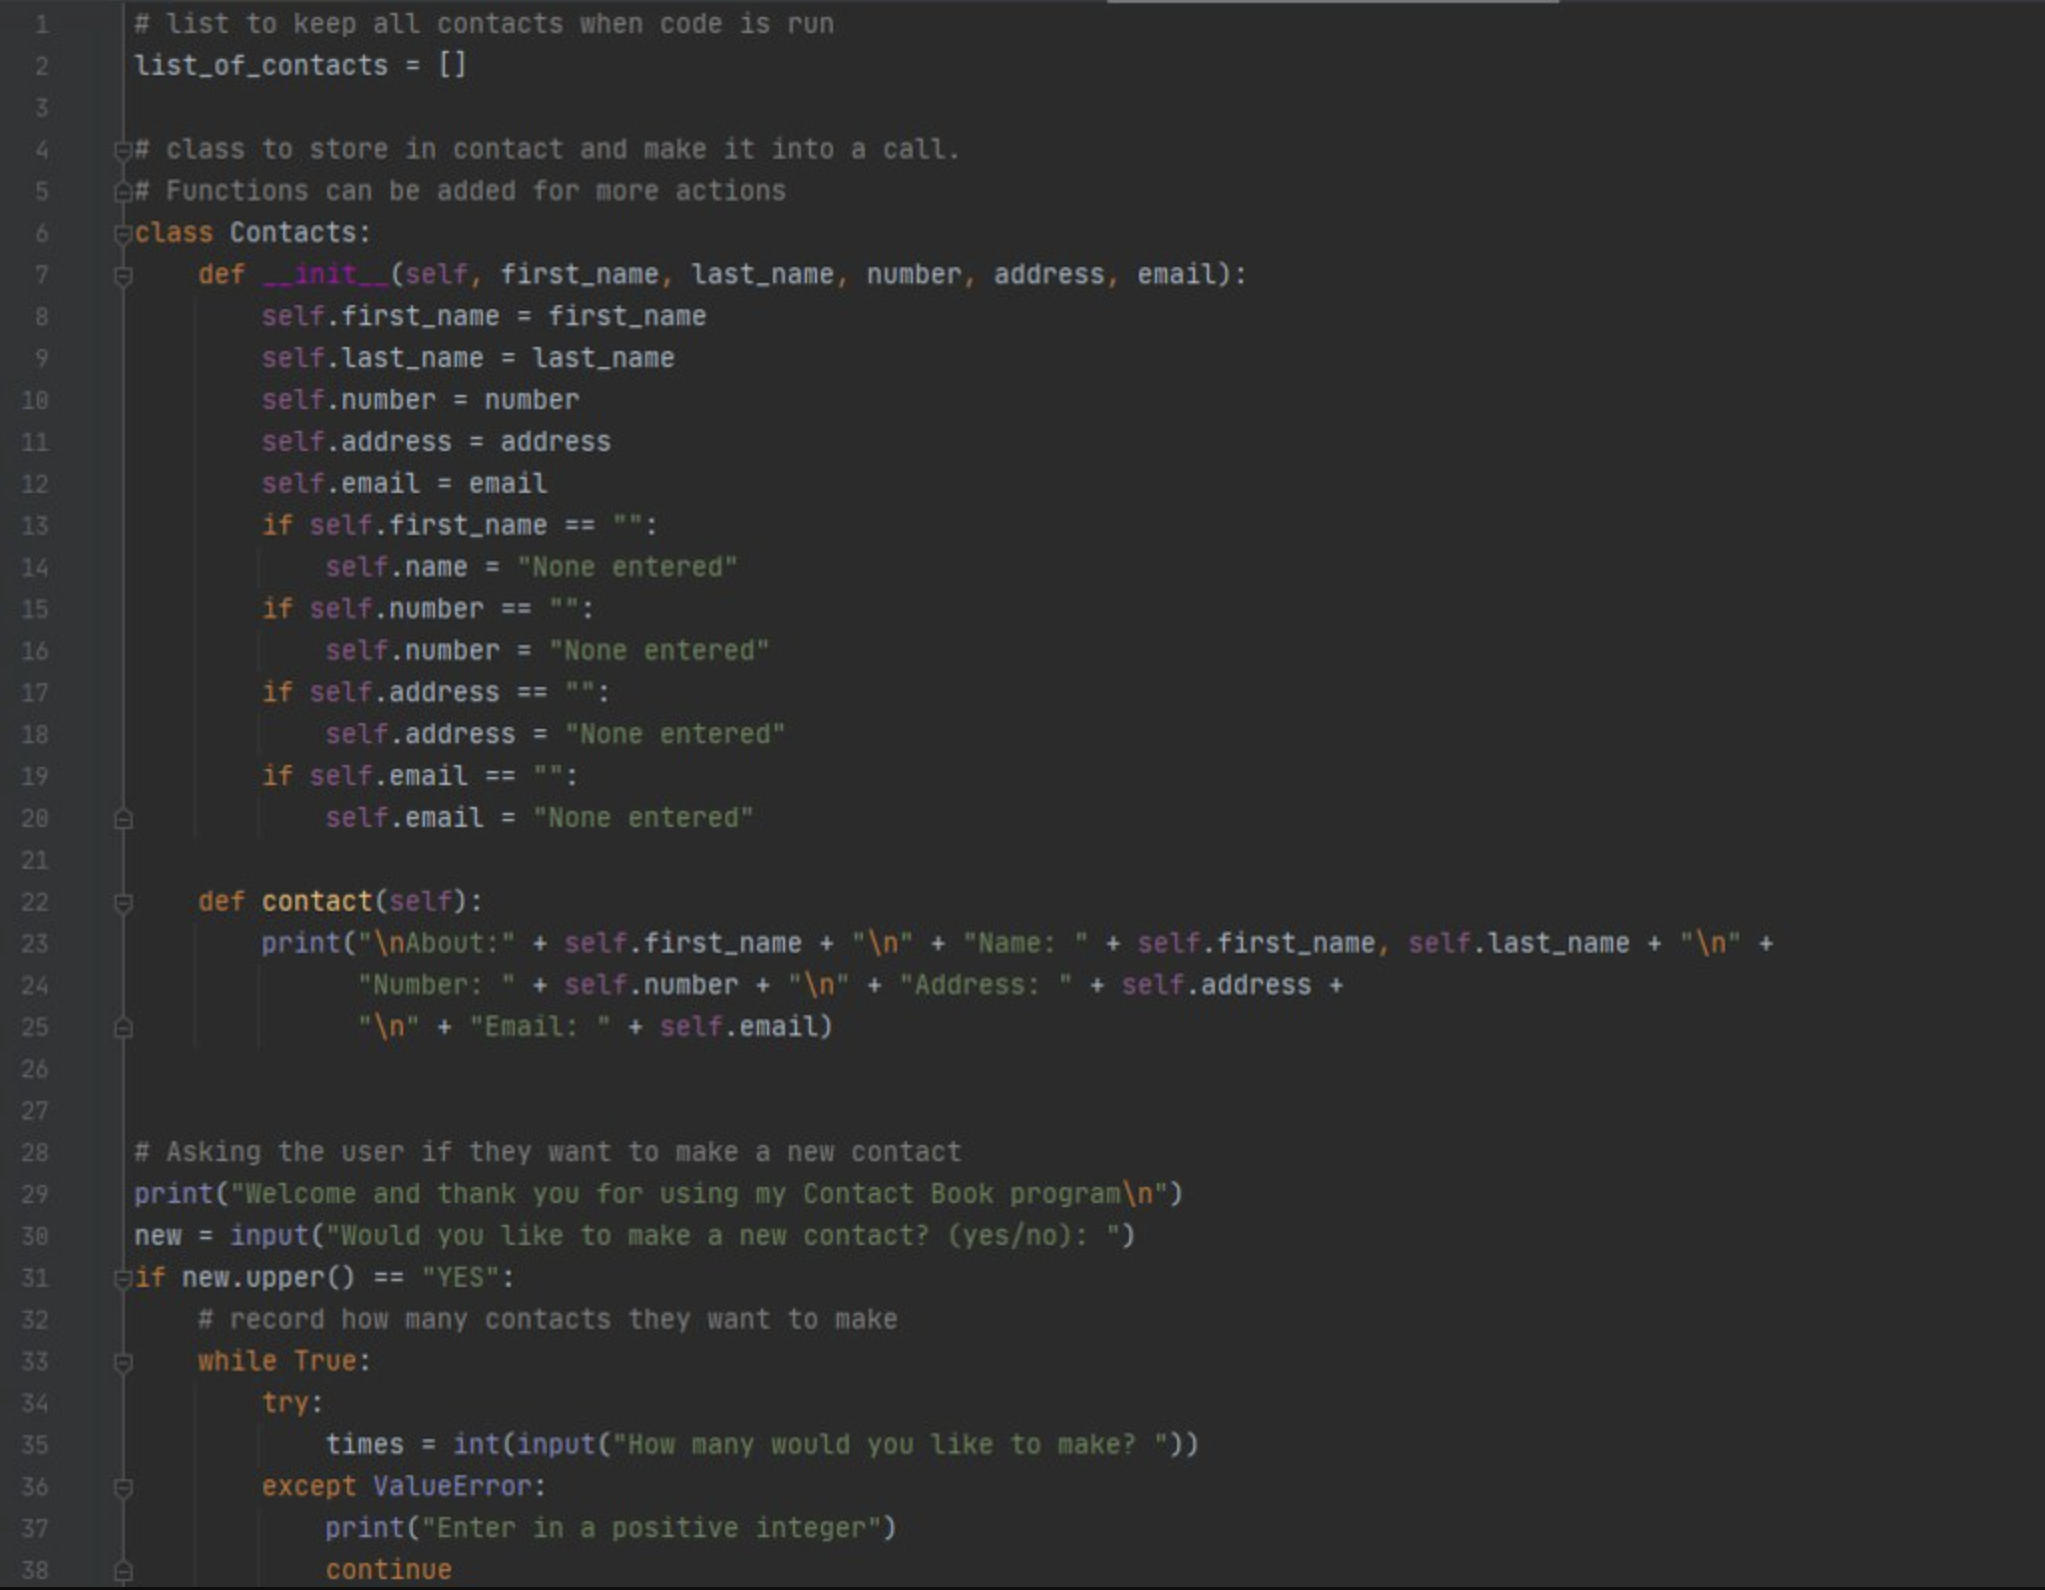 1 # list to keep all contacts when code is run
2 list_of_contacts = []
3
4 # class to store in contact and make it into a call.
5 # Functions can be added for more actions
6 class Contacts:
7     def __init__(self, first_name, last_name, number, address, email):
8         self.first_name = first_name
9         self.last_name = last_name
10         self.number = number
11         self.address = address
12         self.email = email
13         if self.first_name == "":
14             self.name = "None entered"
15         if self.number == "":
16             self.number = "None entered"
17         if self.address == "":
18             self.address = "None entered"
19         if self.email == "":
20             self.email = "None entered"
21
22     def contact(self):
23         print("\nAbout:" + self.first_name + "\n" + "Name: " + self.first_name, self.last_name + "\n" +
24               "Number: " + self.number + "\n" + "Address: " + self.address +
25               "\n" + "Email: " + self.email)
26
27
28 # Asking the user if they want to make a new contact
29 print("Welcome and thank you for using my Contact Book program\n")
30 new = input("Would you like to make a new contact? (yes/no): ")
31 if new.upper() == "YES":
32     # record how many contacts they want to make
33     while True:
34         try:
35             times = int(input("How many would you like to make? "))
36         except ValueError:
37             print("Enter in a positive integer")
38             continue